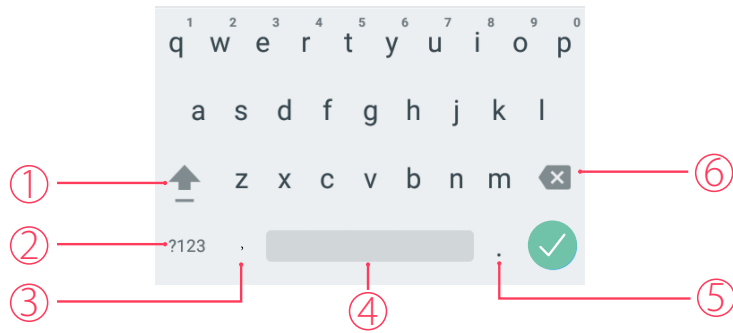 1 2 3 4 5 6 7 8 9 0
q w e r t y u i o p
a s d f g h j k l
① z x c v b n m ⑥
② ?123 , .
③ ④ ⑤